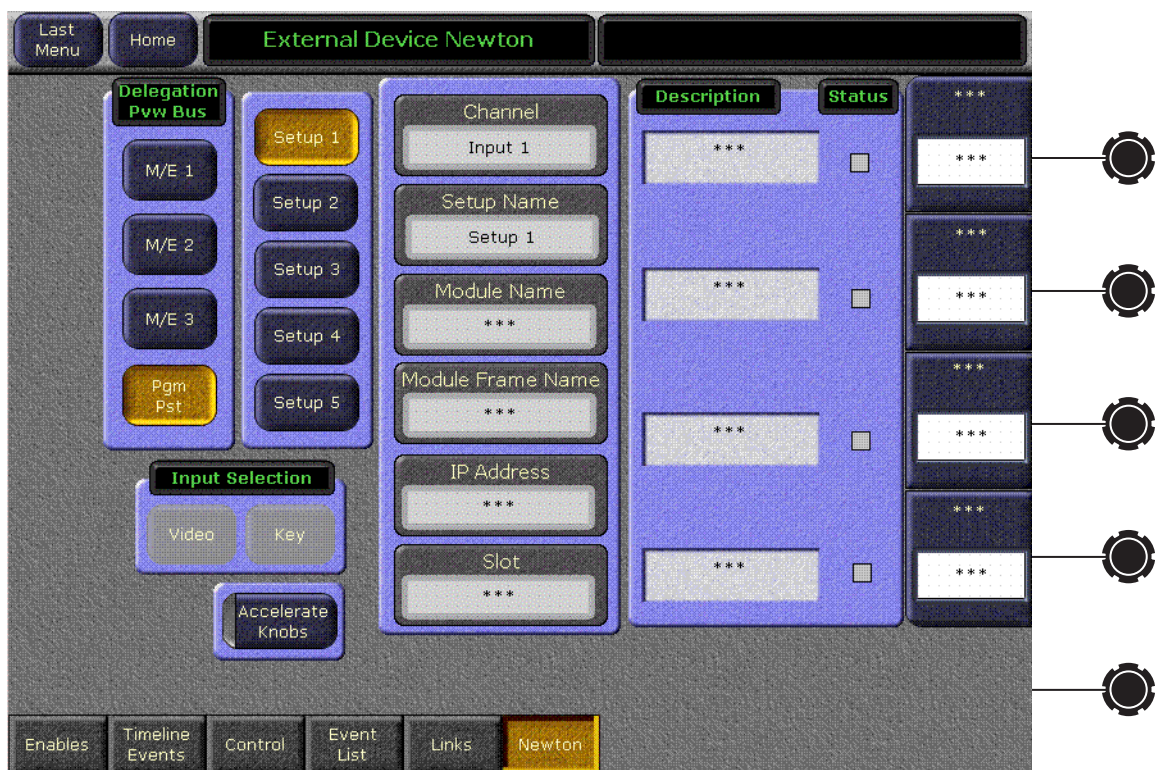 Last
Menu
Home
External Device Newton
Delegation
Pvw Bus
M/E 1
M/E 2
M/E 3
Pgm
Pst
Setup 1
Setup 2
Setup 3
Setup 4
Setup 5
Input Selection
Video
Key
Accelerate
Knobs
Channel
Input 1
Setup Name
Setup 1
Module Name
***
Module Frame Name
***
IP Address
***
Slot
***
Description
Status
***
***
***
***
***
***
***
***
***
***
***
***
Enables
Timeline
Events
Control
Event
List
Links
Newton